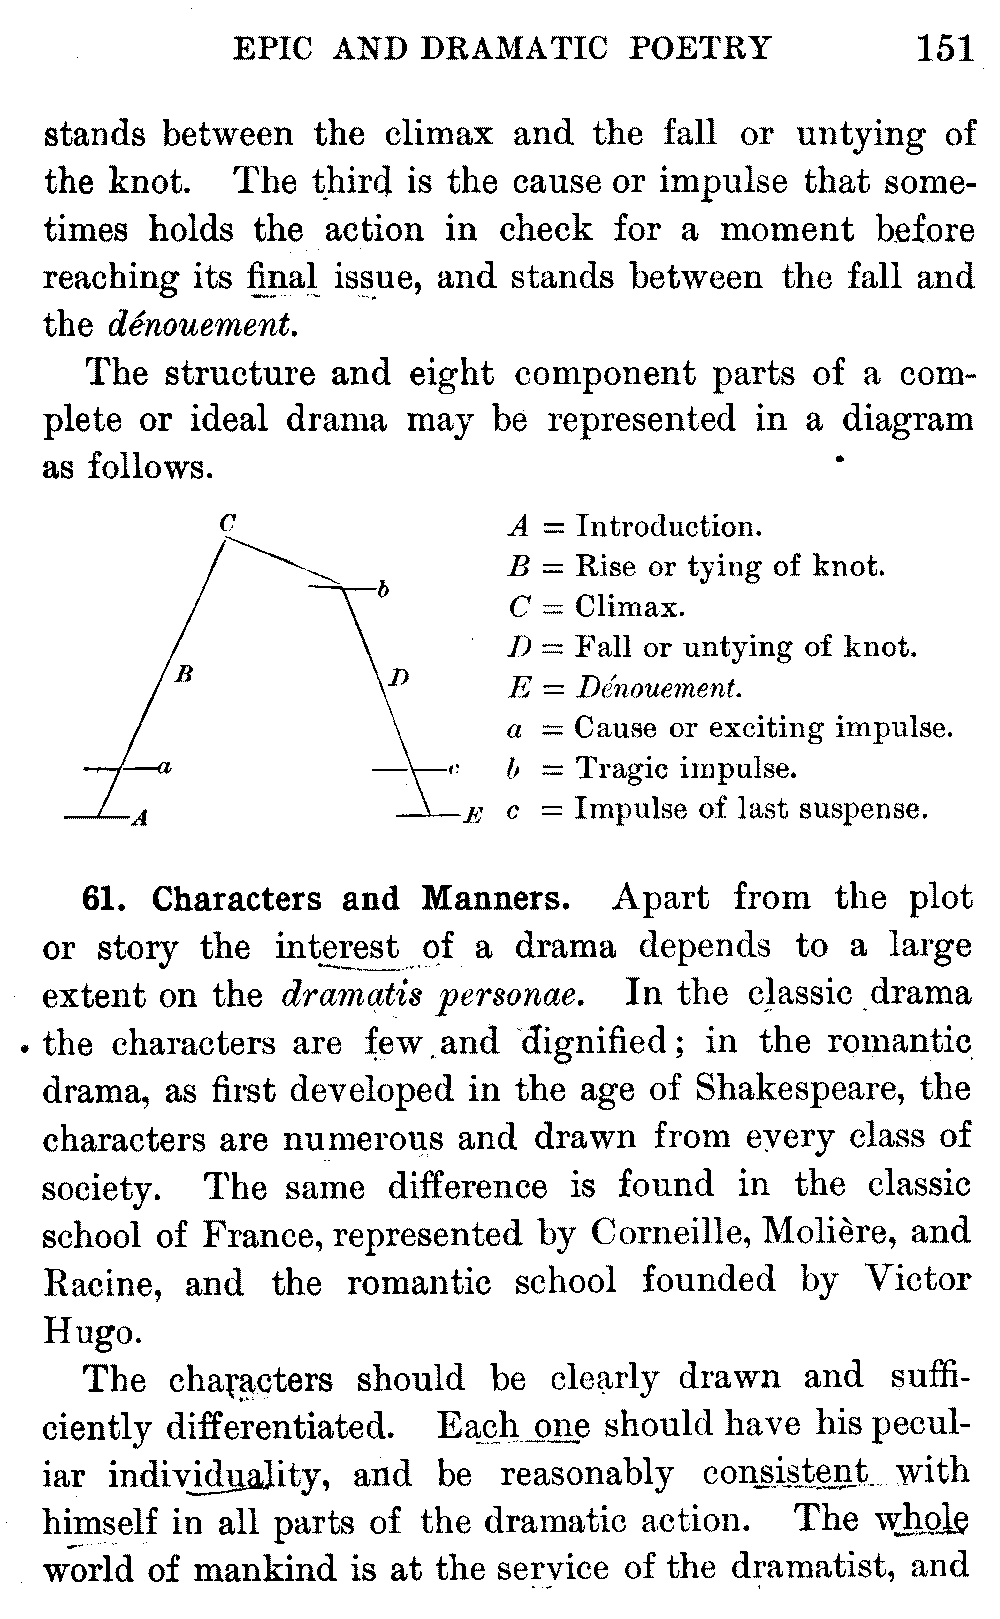 EPIC AND DRAMATIC POETRY 151
stands between the climax and the fall or untying of
the knot. The third is the cause or impulse that some-
times holds the action in check for a moment before
reaching its final issue, and stands between the fall and
the dénouement.
The structure and eight component parts of a com-
plete or ideal drama may be represented in a diagram
as follows.
C
b
B
D
a
c
A
E
A = Introduction.
B = Rise or tying of knot.
C = Climax.
D = Fall or untying of knot.
E = Dénouement.
a = Cause or exciting impulse.
b = Tragic impulse.
c = Impulse of last suspense.
61. Characters and Manners. Apart from the plot
or story the interest of a drama depends to a large
extent on the dramatis personae. In the classic drama
the characters are few and dignified; in the romantic
drama, as first developed in the age of Shakespeare, the
characters are numerous and drawn from every class of
society. The same difference is found in the classic
school of France, represented by Corneille, Molière, and
Racine, and the romantic school founded by Victor
Hugo.
The characters should be clearly drawn and suffi-
ciently differentiated. Each one should have his pecul-
iar individuality, and be reasonably consistent with
himself in all parts of the dramatic action. The whole
world of mankind is at the service of the dramatist, and